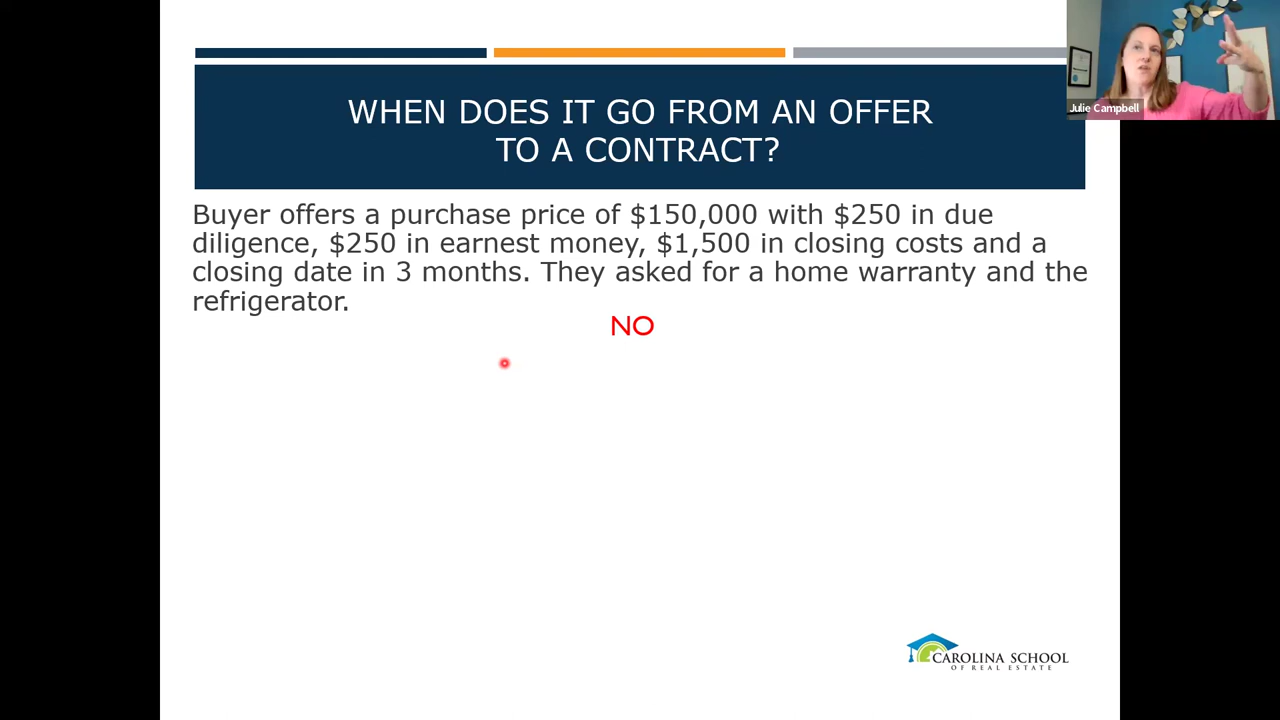 WHEN DOES IT GO FROM AN OFFER
TO A CONTRACT?
Julie Campbell
Buyer offers a purchase price of $150,000 with $250 in due
diligence, $250 in earnest money, $1,500 in closing costs and a
closing date in 3 months. They asked for a home warranty and the
refrigerator.
NO
CAROLINA SCHOOL
OF REAL ESTATE